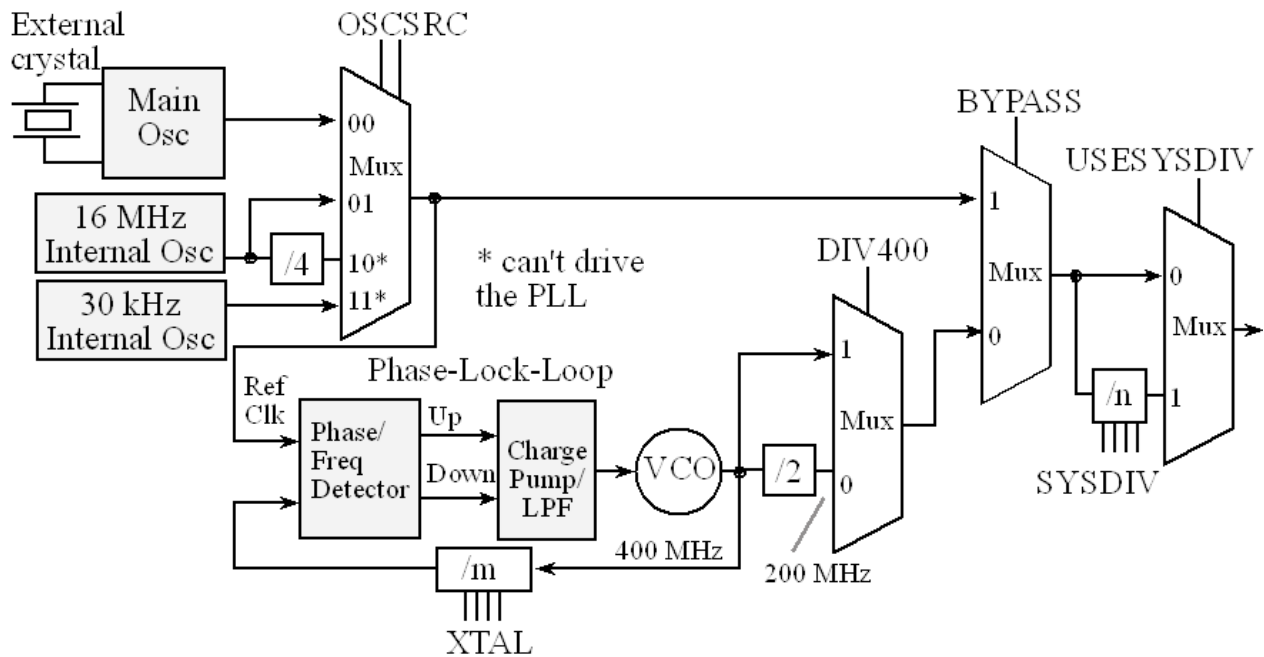 External
crystal
Main
Osc
16 MHz
Internal Osc
30 kHz
Internal Osc
/4
OSCSRC
00
Mux
01
10*
11*
* can't drive
the PLL
BYPASS
1
Mux
0
USESYSDIV
0
Mux
1
/n
SYSDIV
DIV400
1
Mux
0
Phase-Lock-Loop
Ref
Clk
Phase/
Freq
Detector
Up
Down
Charge
Pump/
LPF
VCO
/2
200 MHz
400 MHz
/m
XTAL